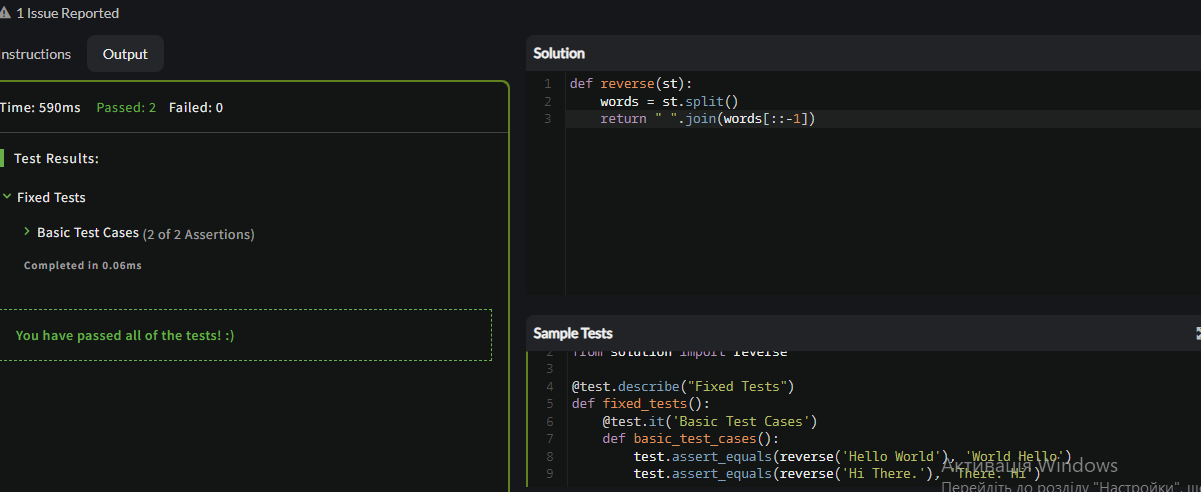 1 Issue Reported
nstructions
Output
Time: 590ms Passed: 2 Failed: 0
Test Results:
Fixed Tests
Basic Test Cases (2 of 2 Assertions)
Completed in 0.06ms
You have passed all of the tests! :)
Solution
1 def reverse(st):
2     words = st.split()
3     return " ".join(words[::-1])
Sample Tests
2 from solution import reverse
3
4 @test.describe("Fixed Tests")
5 def fixed_tests():
6     @test.it('Basic Test Cases')
7     def basic_test_cases():
8         test.assert_equals(reverse('Hello World'), 'World Hello')
9         test.assert_equals(reverse('Hi There.'), 'There. Hi')
Активація Windows
Перейдіть до розділу "Настройки", щ